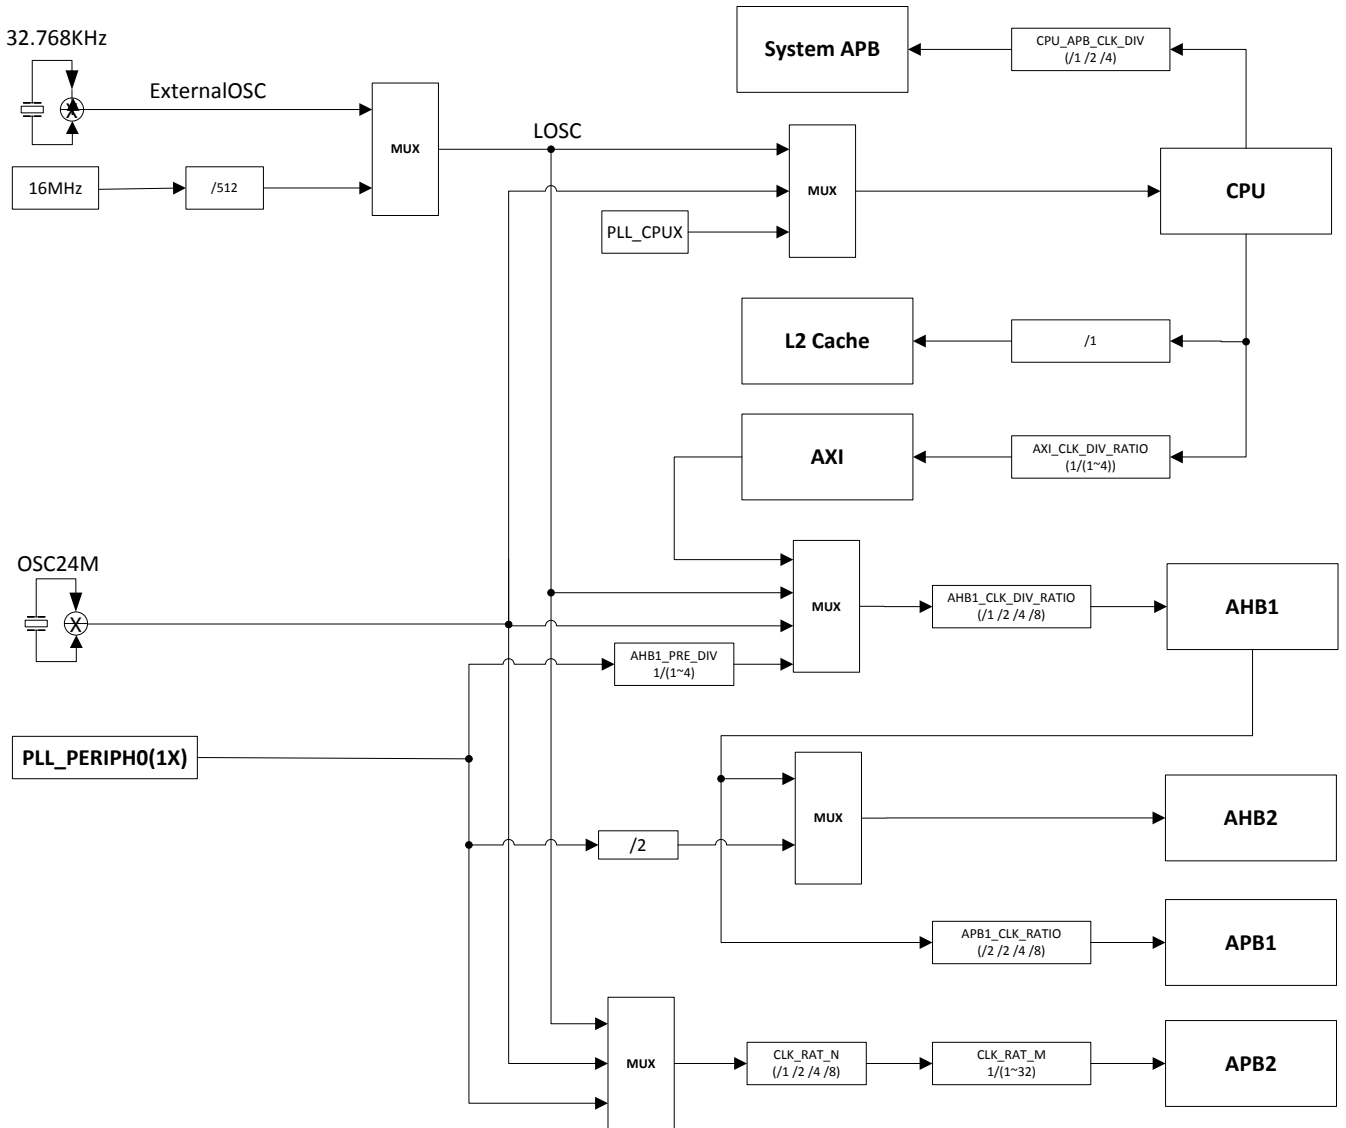 32.768KHz
System APB
CPU_APB_CLK_DIV
(/1 /2 /4)
ExternalOSC
MUX
LOSC
16MHz
/512
MUX
CPU
PLL_CPUX
L2 Cache
/1
AXI
AXI_CLK_DIV_RATIO
(1/(1~4))
OSC24M
MUX
AHB1_CLK_DIV_RATIO
(/1 /2 /4 /8)
AHB1
AHB1_PRE_DIV
1/(1~4)
PLL_PERIPH0(1X)
MUX
AHB2
/2
APB1_CLK_RATIO
(/2 /2 /4 /8)
APB1
MUX
CLK_RAT_N
(/1 /2 /4 /8)
CLK_RAT_M
1/(1~32)
APB2